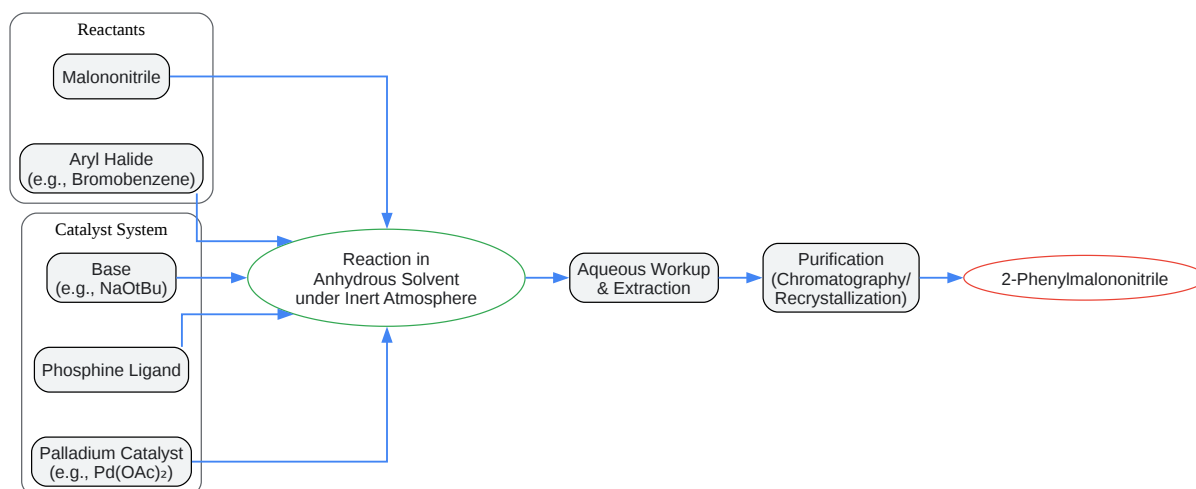 Reactants
Malononitrile
Aryl Halide
(e.g., Bromobenzene)
Catalyst System
Base
(e.g., NaOtBu)
Phosphine Ligand
Palladium Catalyst
(e.g., Pd(OAc)₂)
Reaction in
Anhydrous Solvent
under Inert Atmosphere
Aqueous Workup
& Extraction
Purification
(Chromatography/
Recrystallization)
2-Phenylmalononitrile